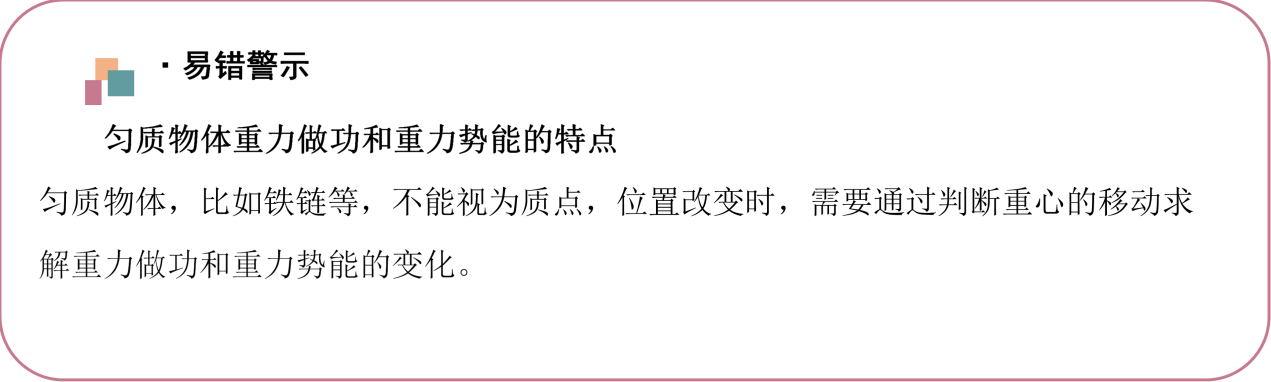 ·易错警示
匀质物体重力做功和重力势能的特点
匀质物体，比如铁链等，不能视为质点，位置改变时，需要通过判断重心的移动求
解重力做功和重力势能的变化。